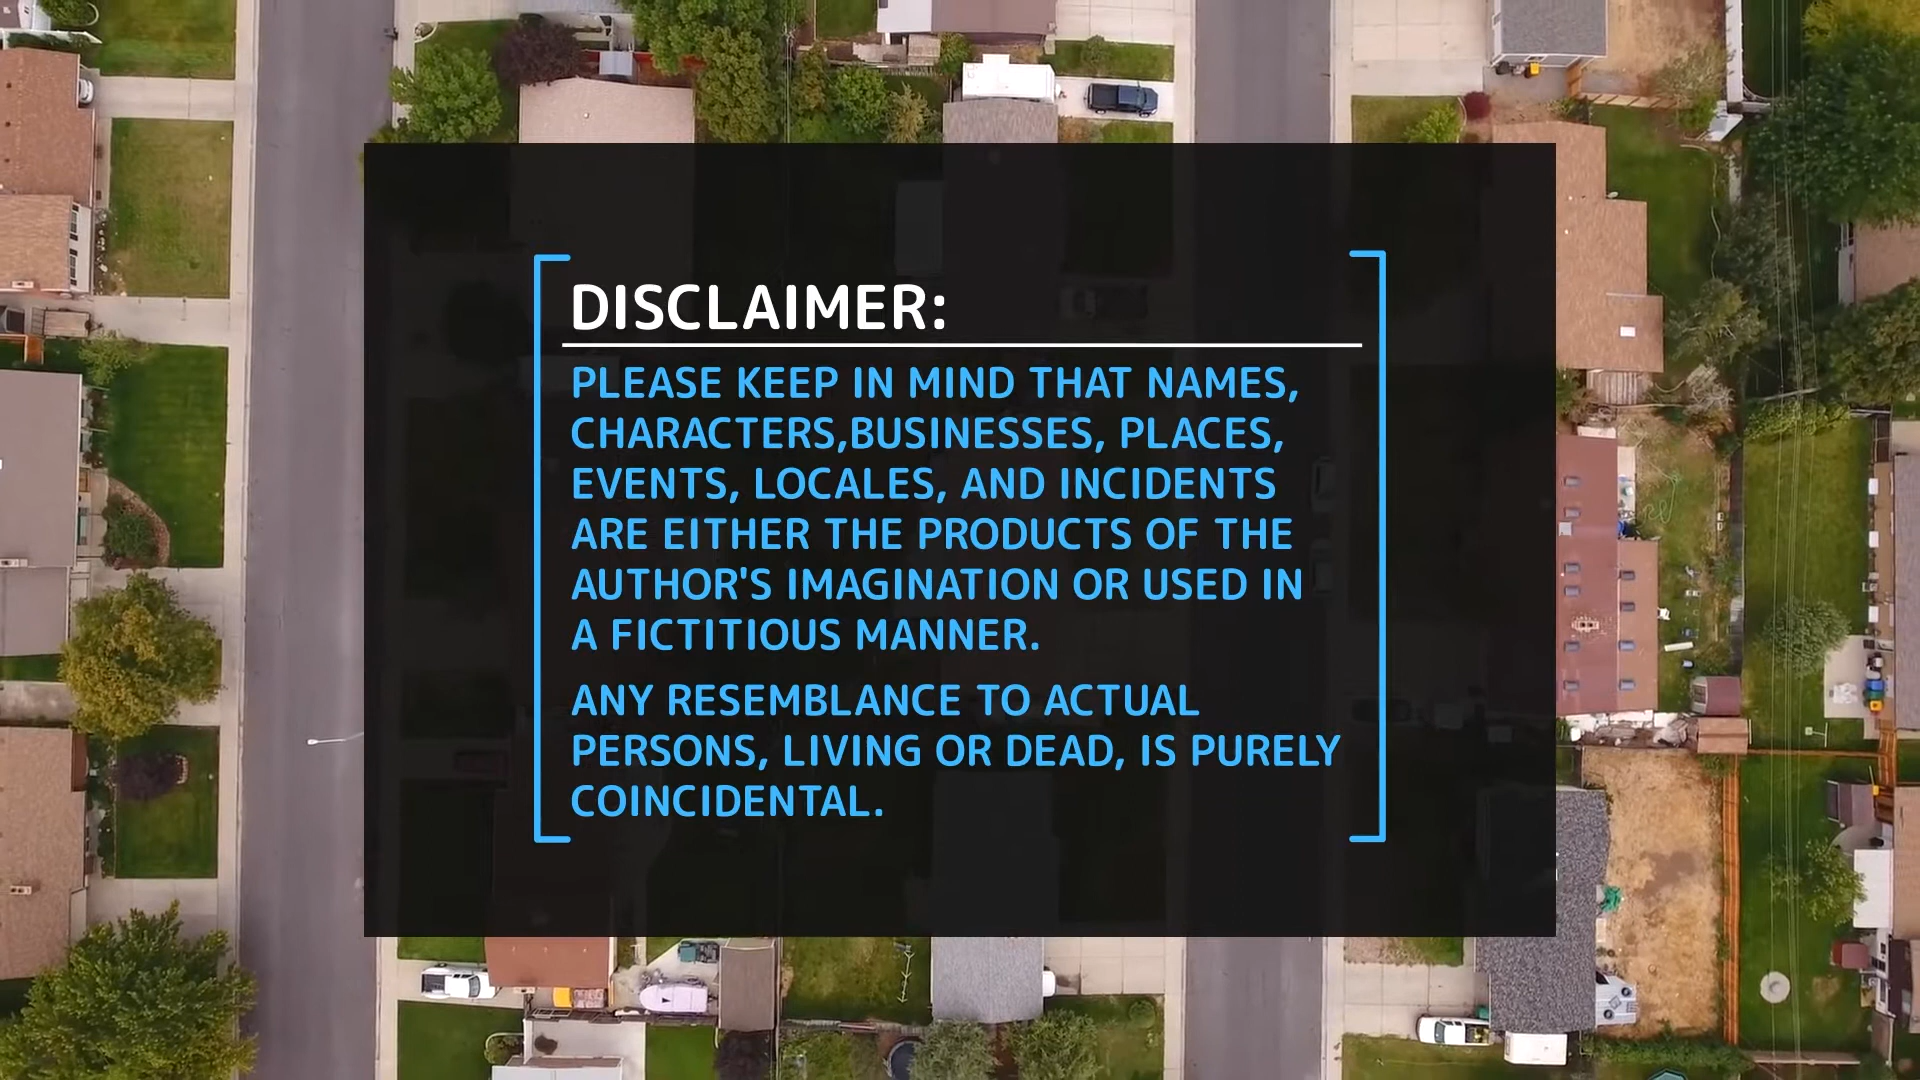 DISCLAIMER:
PLEASE KEEP IN MIND THAT NAMES,
CHARACTERS,BUSINESSES, PLACES,
EVENTS, LOCALES, AND INCIDENTS
ARE EITHER THE PRODUCTS OF THE
AUTHOR'S IMAGINATION OR USED IN
A FICTITIOUS MANNER.
ANY RESEMBLANCE TO ACTUAL
PERSONS, LIVING OR DEAD, IS PURELY
COINCIDENTAL.